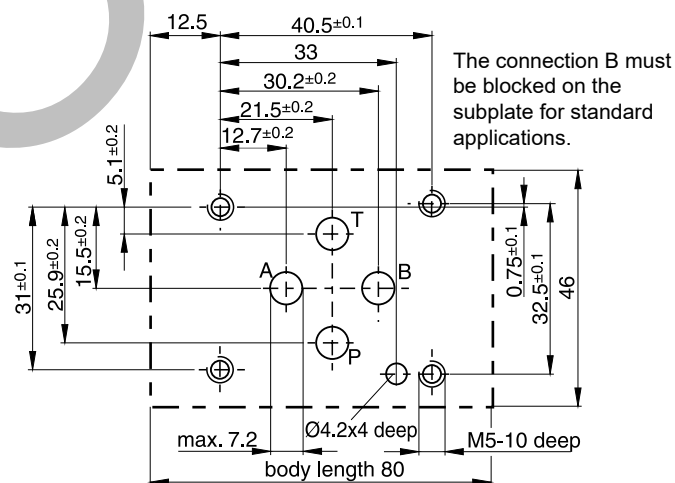 12.5
40.5±0.1
33
The connection B must
be blocked on the
subplate for standard
applications.
30.2±0.2
21.5±0.2
12.7±0.2
5.1±0.2
T
A
B
P
15.5±0.2
25.9±0.2
31±0.1
0.75±0.1
32.5±0.1
46
max. 7.2
Ø4.2x4 deep
M5-10 deep
body length 80